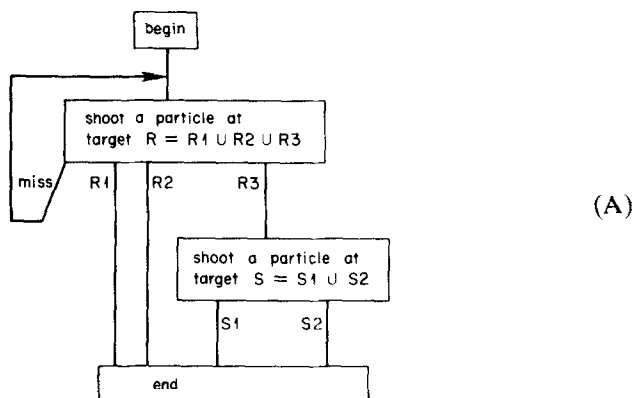 begin
shoot a particle at
target R = R1 ∪ R2 ∪ R3
miss
R1
R2
R3
(A)
shoot a particle at
target S = S1 ∪ S2
S1
S2
end